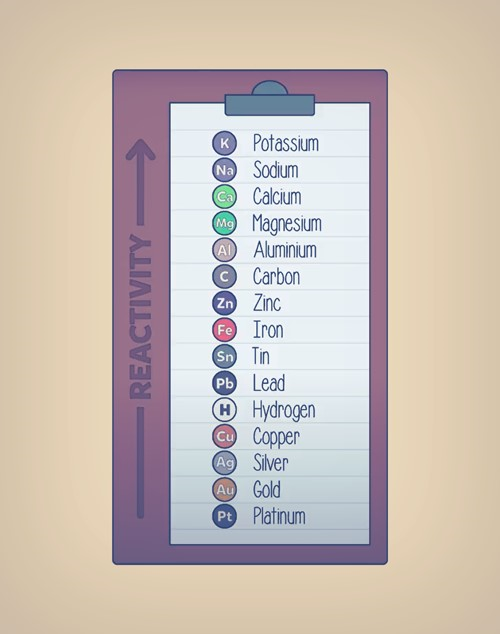 REACTIVITY
K Potassium
Na Sodium
Ca Calcium
Mg Magnesium
Al Aluminium
C Carbon
Zn Zinc
Fe Iron
Sn Tin
Pb Lead
H Hydrogen
Cu Copper
Ag Silver
Au Gold
Pt Platinum